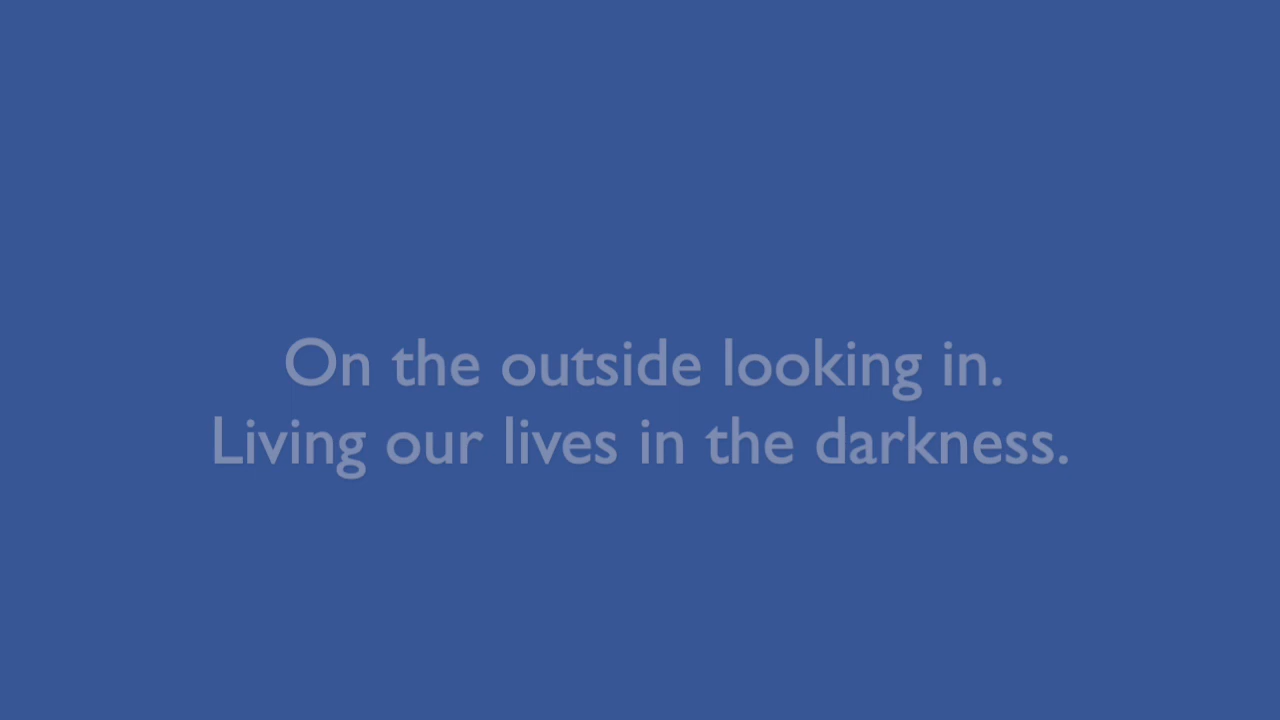 On the outside looking in.
Living our lives in the darkness.